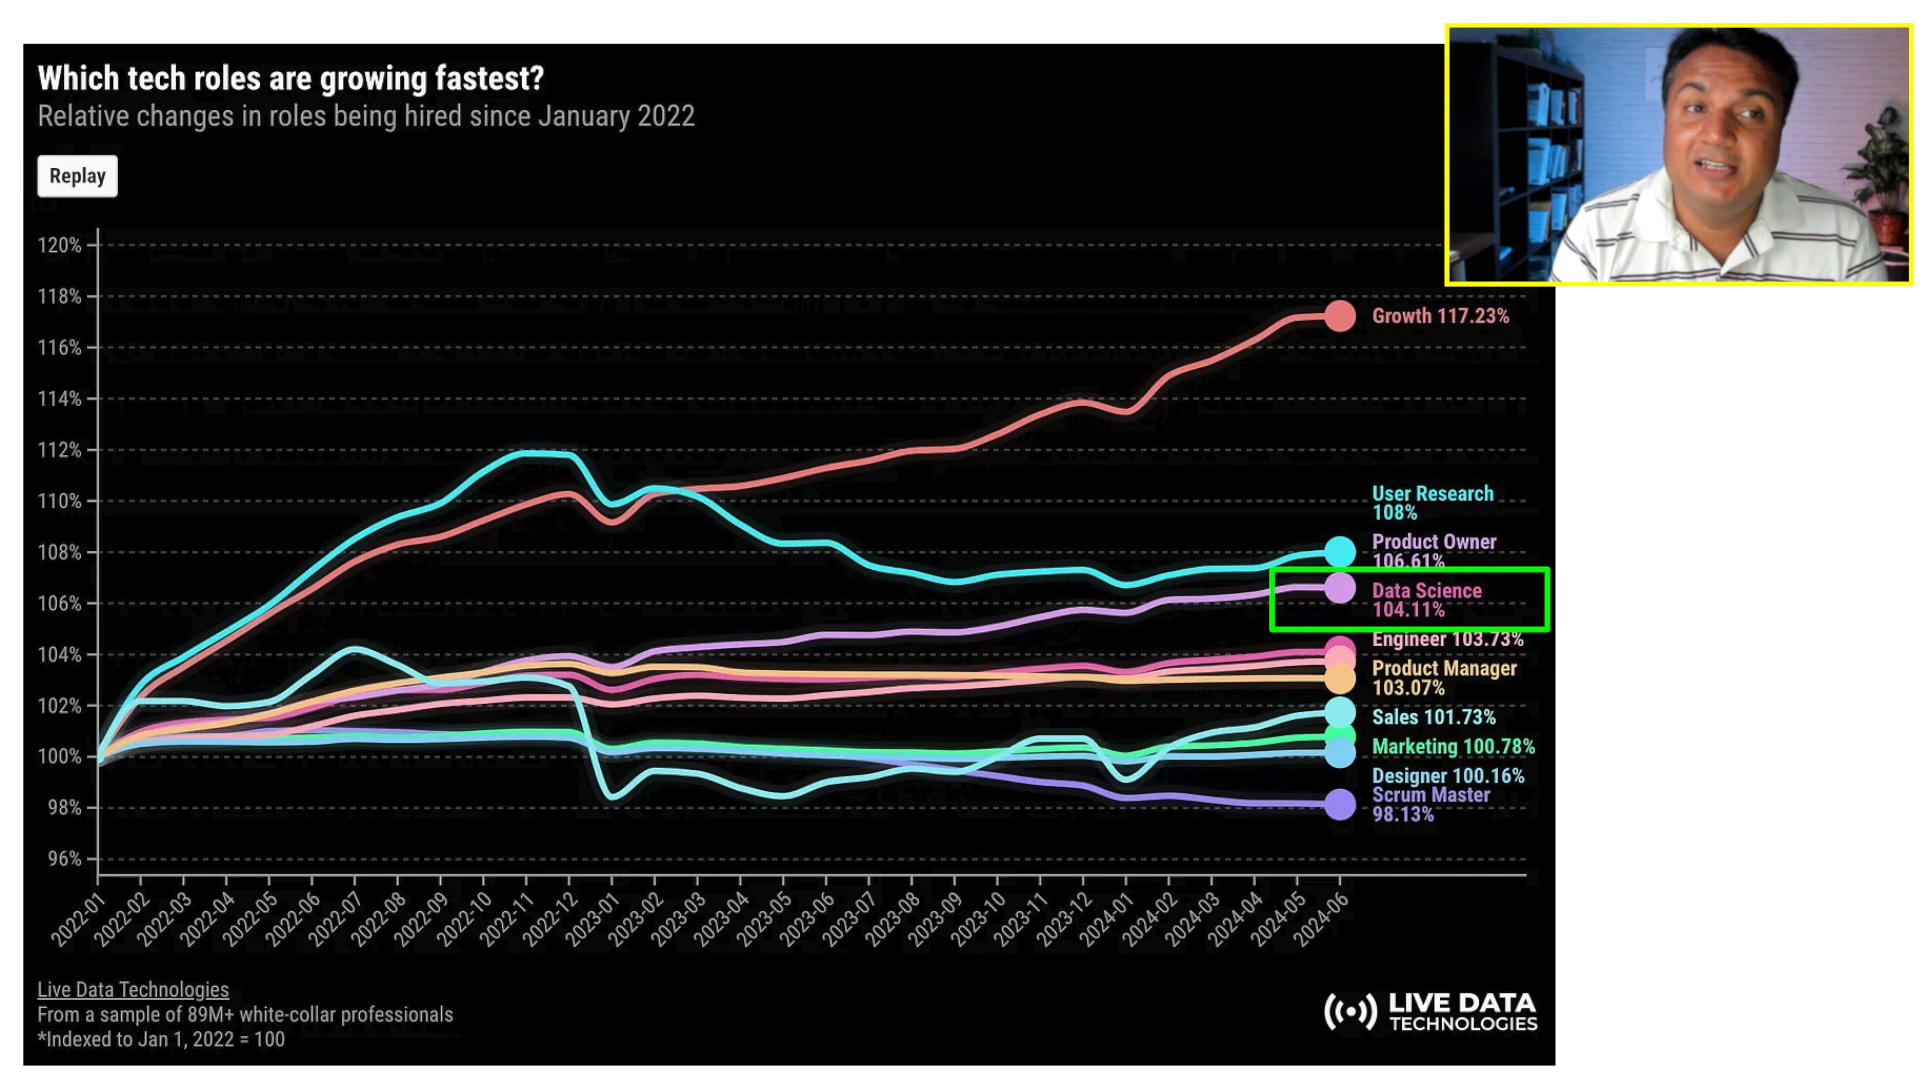 Which tech roles are growing fastest?
Relative changes in roles being hired since January 2022
Replay
120%
118%
116%
114%
112%
110%
108%
106%
104%
102%
100%
98%
96%
Growth 117.23%
User Research
108%
Product Owner
106.61%
Data Science
104.11%
Engineer 103.73%
Product Manager
103.07%
Sales 101.73%
Marketing 100.78%
Designer 100.16%
Scrum Master
98.13%
2022-01
2022-02
2022-03
2022-04
2022-05
2022-06
2022-07
2022-08
2022-09
2022-10
2022-11
2022-12
2023-01
2023-02
2023-03
2023-04
2023-05
2023-06
2023-07
2023-08
2023-09
2023-10
2023-11
2023-12
2024-01
2024-02
2024-03
2024-04
2024-05
2024-06
Live Data Technologies
From a sample of 89M+ white-collar professionals
*Indexed to Jan 1, 2022 = 100
LIVE DATA
TECHNOLOGIES